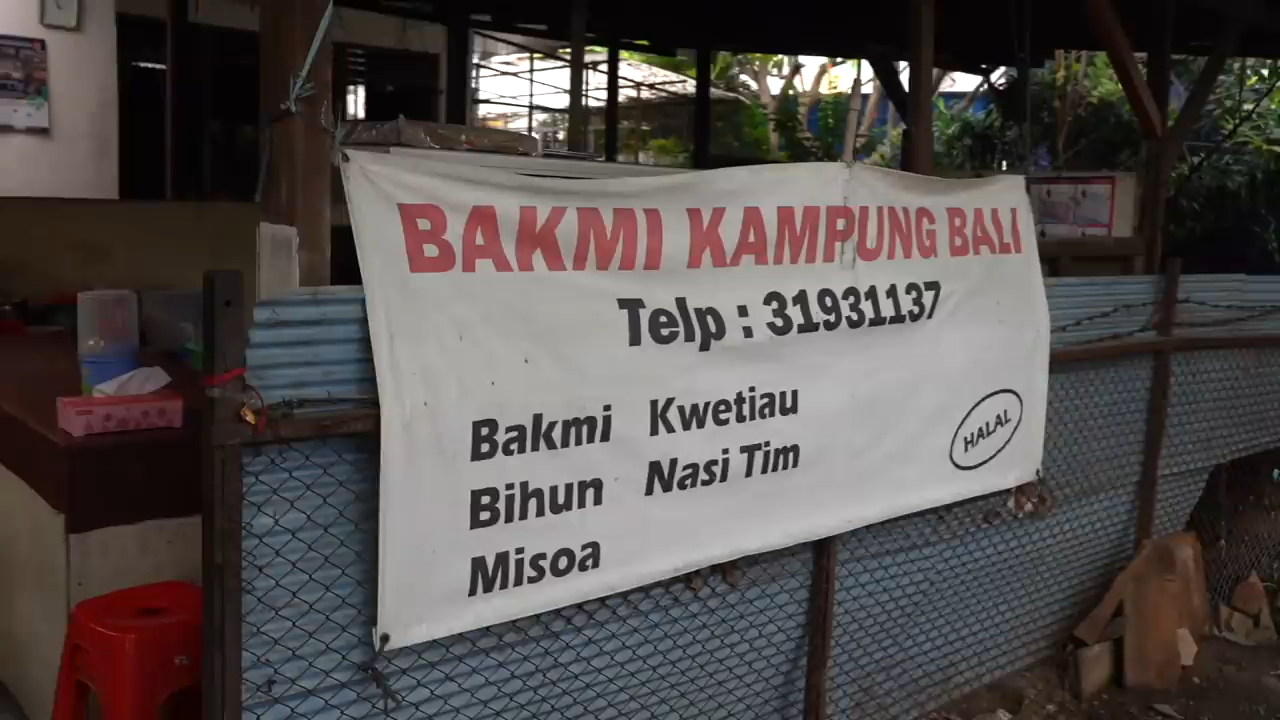 BAKMI KAMPUNG BALI
Telp : 31931137
Bakmi Kwetiau
Bihun Nasi Tim
Misoa
HALAL